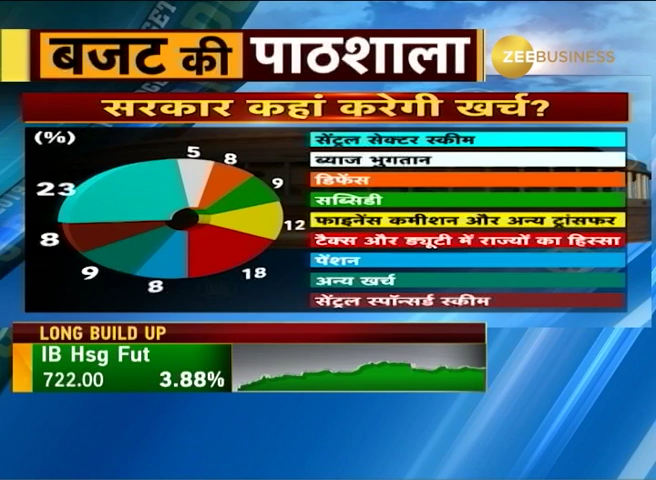 बजट की पाठशाला
ZEEBUSINESS
सरकार कहां करेगी खर्च?
(%)
5
8
9
12
18
8
9
8
23
सेंट्रल सेक्टर स्कीम
ब्याज भुगतान
डिफेंस
सब्सिडी
फाइनेंस कमीशन और अन्य ट्रांसफर
टैक्स और ड्यूटी में राज्यों का हिस्सा
पेंशन
अन्य खर्च
सेंट्रल स्पॉन्सर्ड स्कीम
LONG BUILD UP
IB Hsg Fut
722.00 3.88%